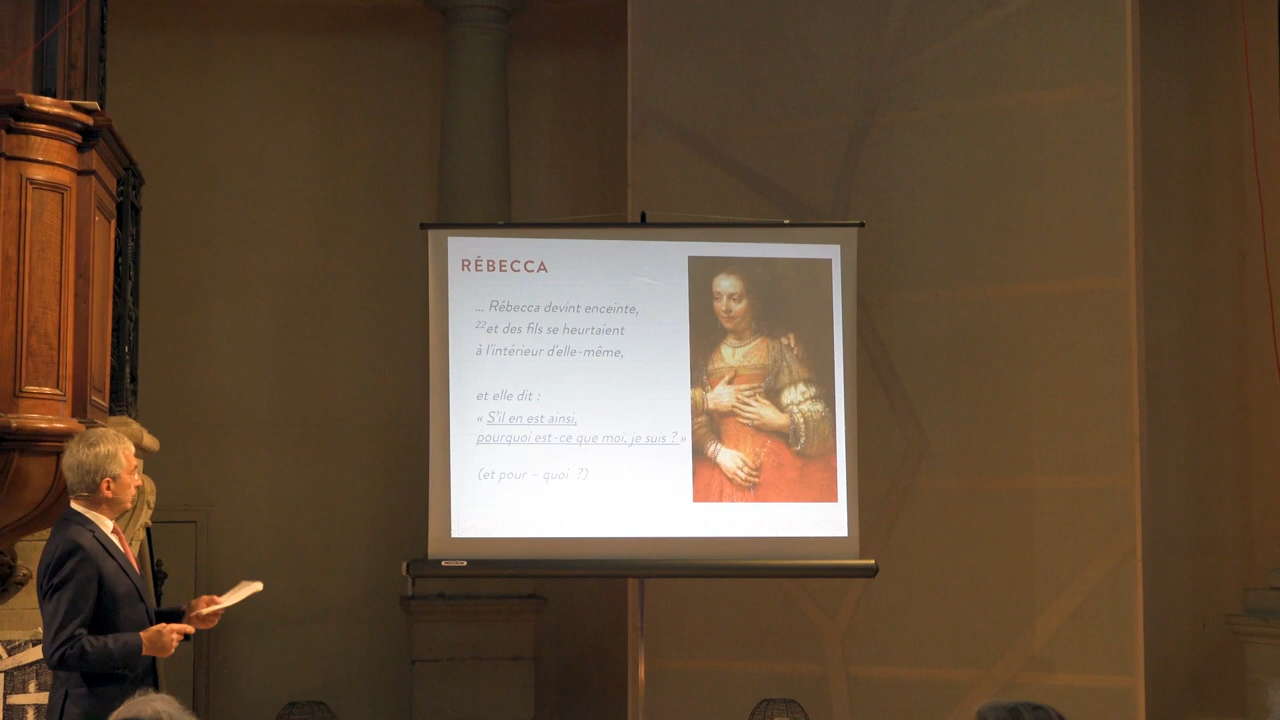 RÉBECCA
... Rébecca devint enceinte,
22et des fils se heurtaient
à l'intérieur d'elle-même,
et elle dit :
« S'il en est ainsi,
pourquoi est-ce que moi, je suis ? »
(et pour – quoi ?)